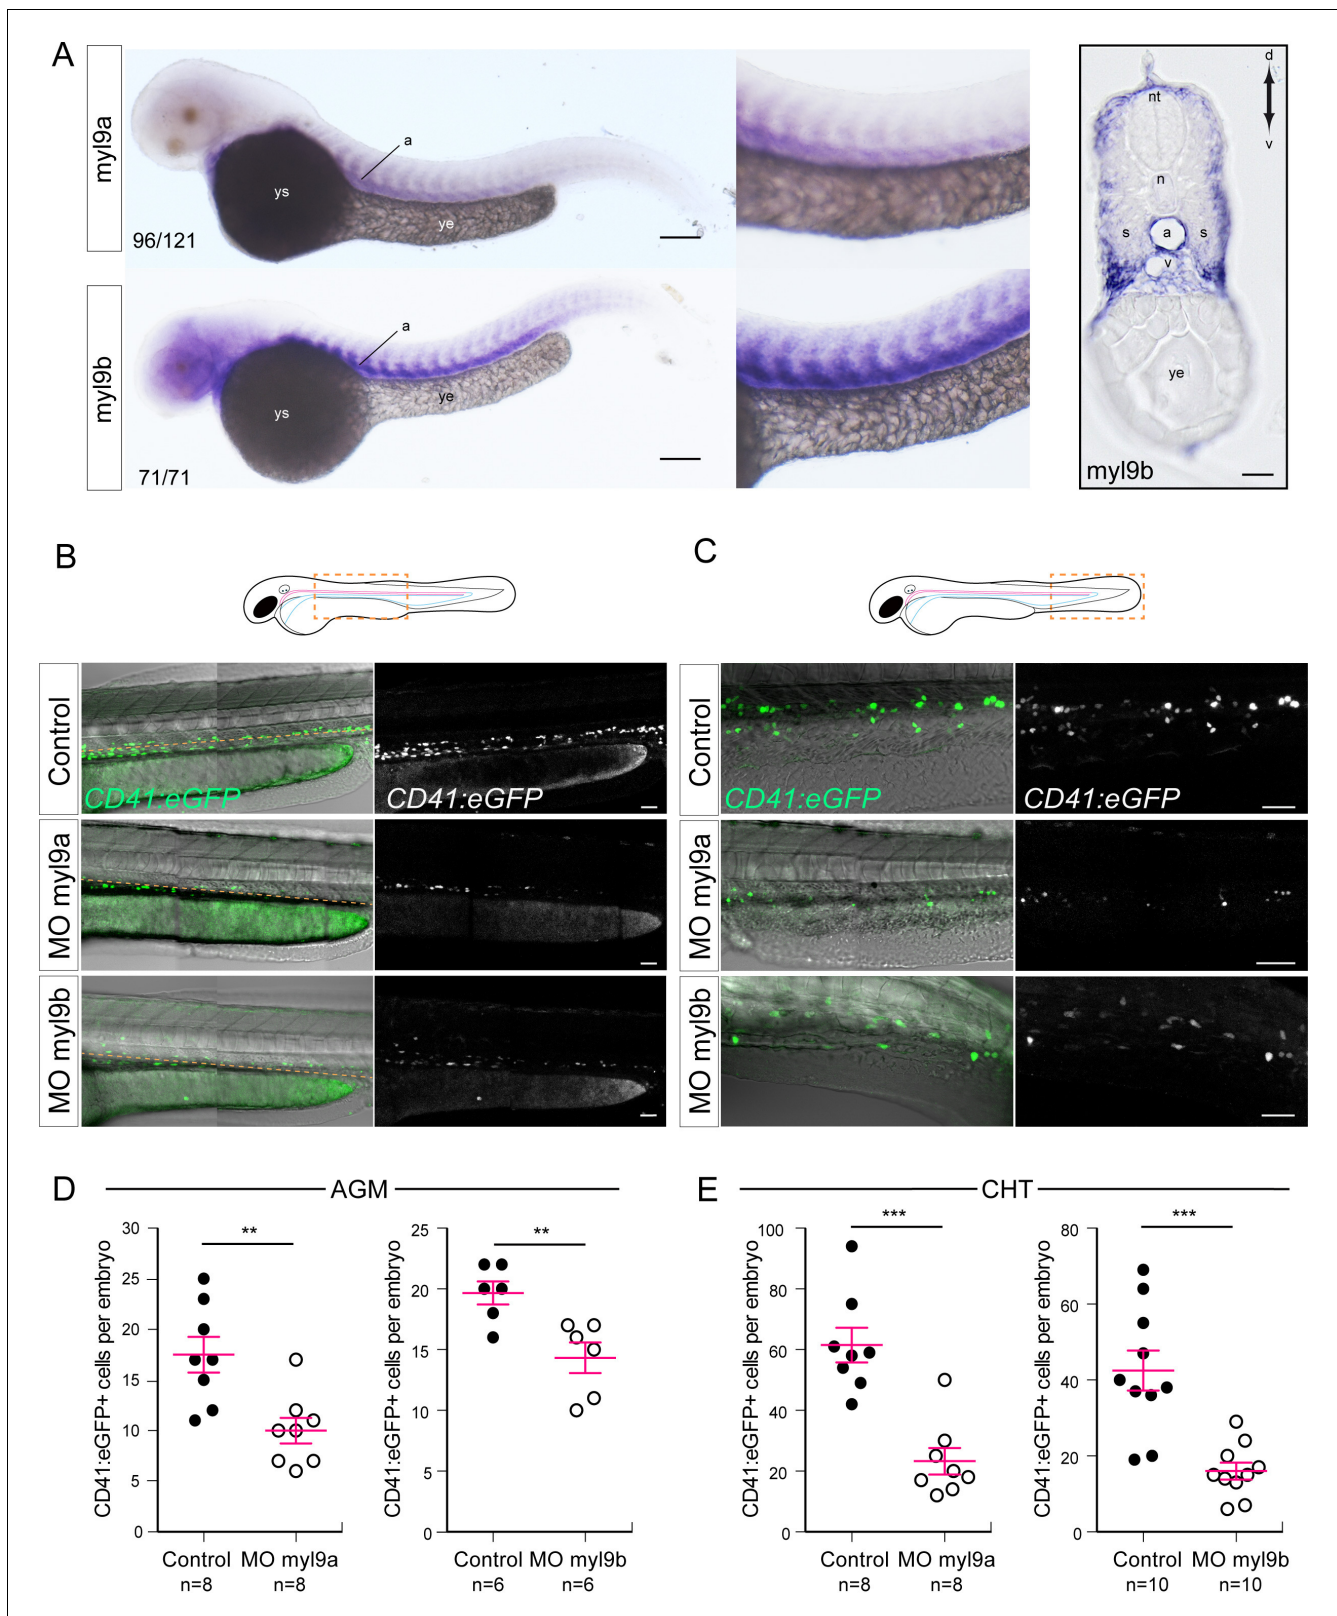 A
myl9a
a
ys
ye
96/121
myl9b
a
ys
ye
71/71
d
v
nt
n
s
a
s
v
ye
myl9b
B
C
Control
CD41:eGFP
CD41:eGFP
MO myl9a
MO myl9b
Control
CD41:eGFP
CD41:eGFP
MO myl9a
MO myl9b
D
AGM
CD41:eGFP+ cells per embryo
30
25
20
15
10
5
0
**
Control
MO myl9a
n=8
n=8
CD41:eGFP+ cells per embryo
25
20
15
10
5
0
**
Control
MO myl9b
n=6
n=6
E
CHT
CD41:eGFP+ cells per embryo
100
80
60
40
20
0
***
Control
MO myl9a
n=8
n=8
CD41:eGFP+ cells per embryo
80
60
40
20
0
***
Control
MO myl9b
n=10
n=10